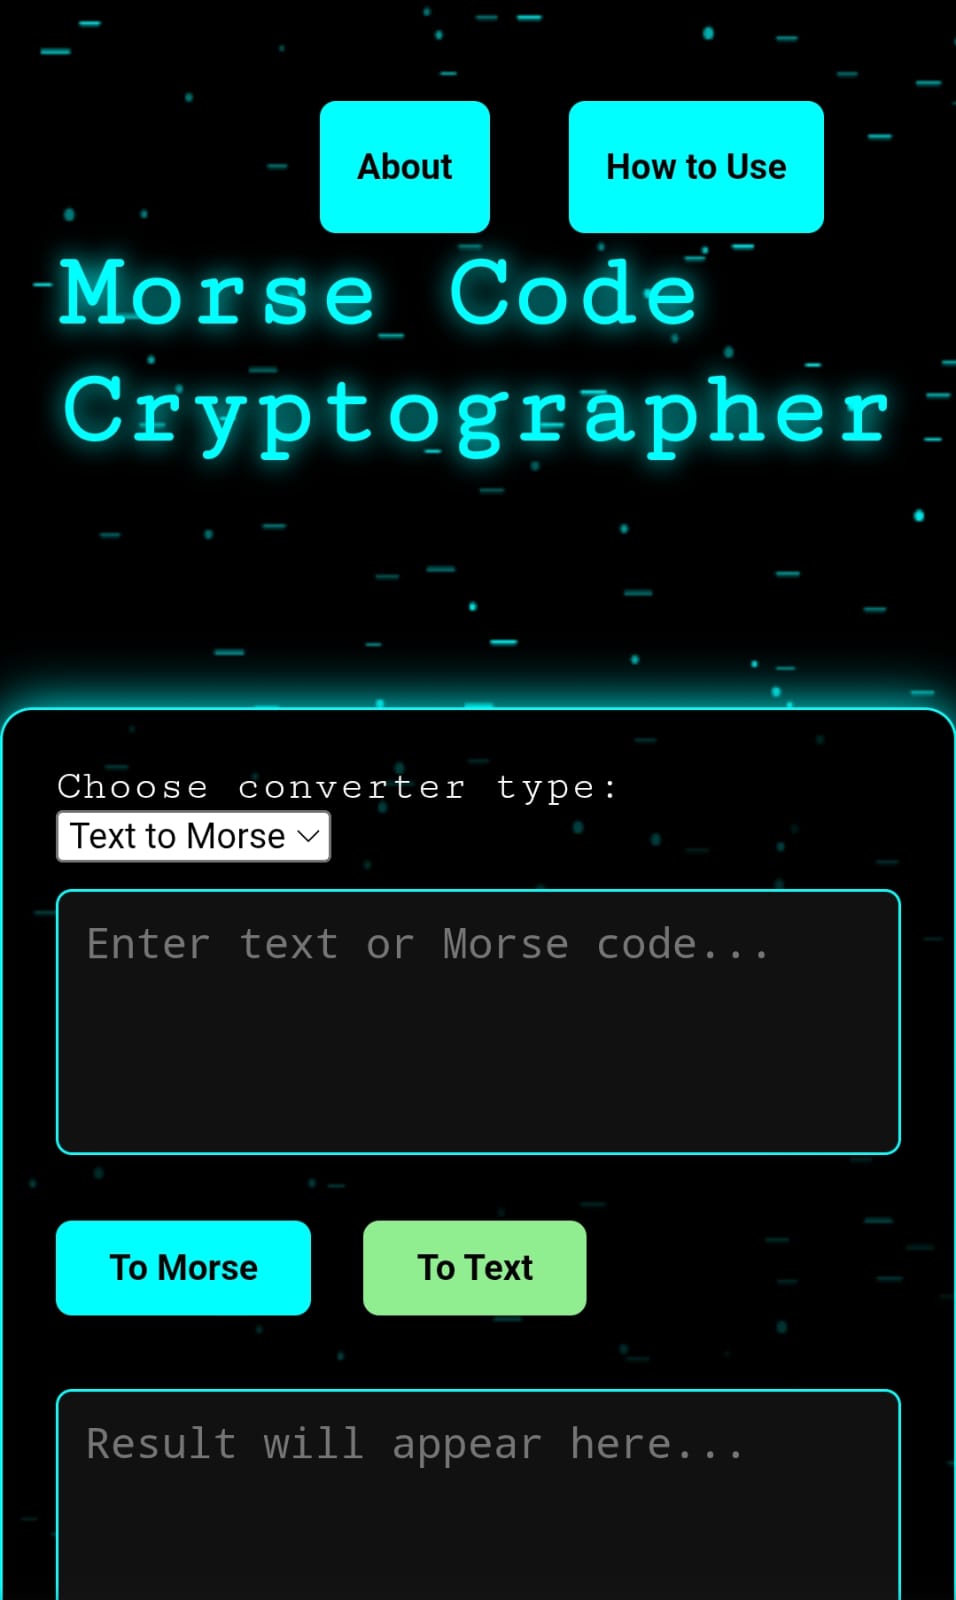 About
How to Use
Morse Code
Cryptographer
Choose converter type:
Text to Morse
Enter text or Morse code...
To Morse
To Text
Result will appear here...